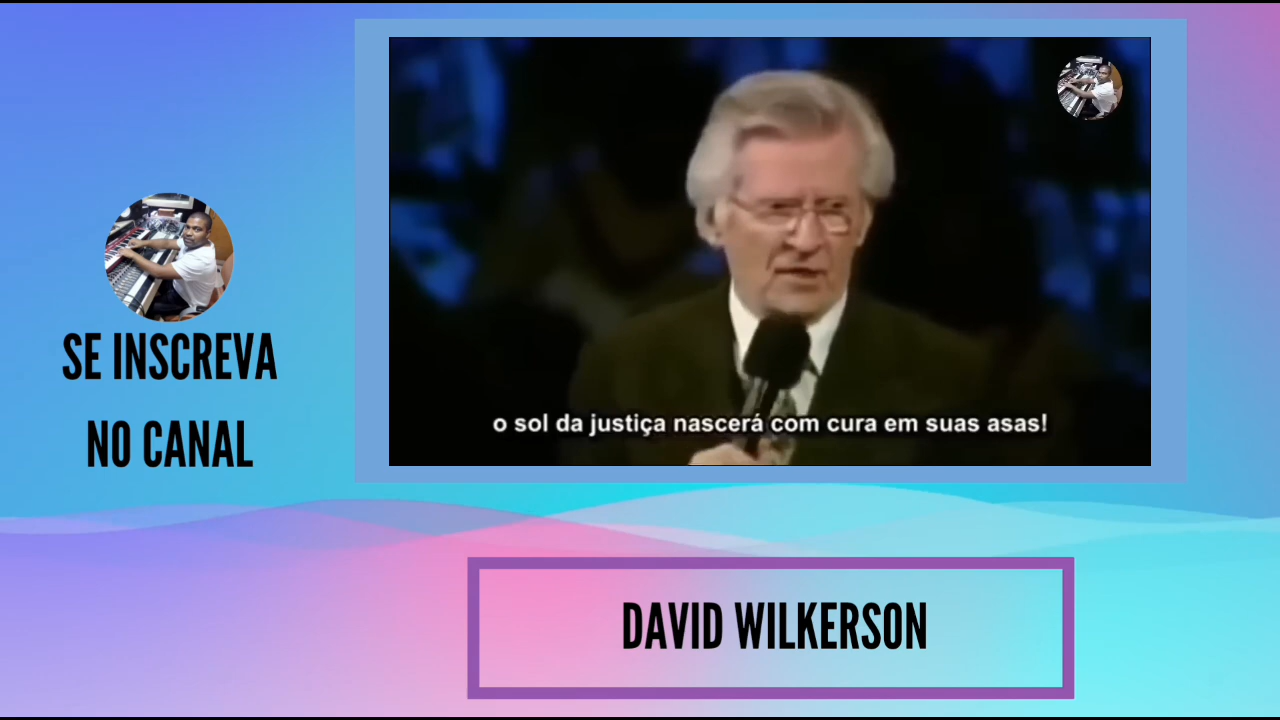 o sol da justiça nascerá com cura em suas asas!
SE INSCREVA
NO CANAL
DAVID WILKERSON